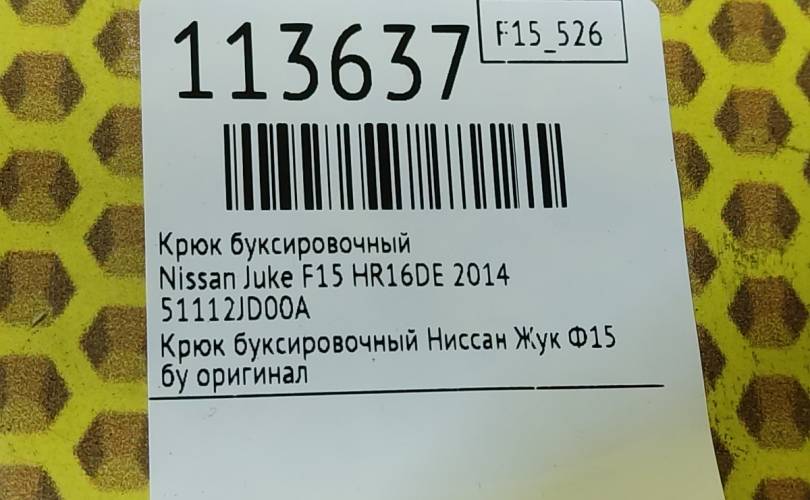 113637
F15_526
Крюк буксировочный
Nissan Juke F15 HR16DE 2014
51112JD00A
Крюк буксировочный Ниссан Жук Ф15
бу оригинал